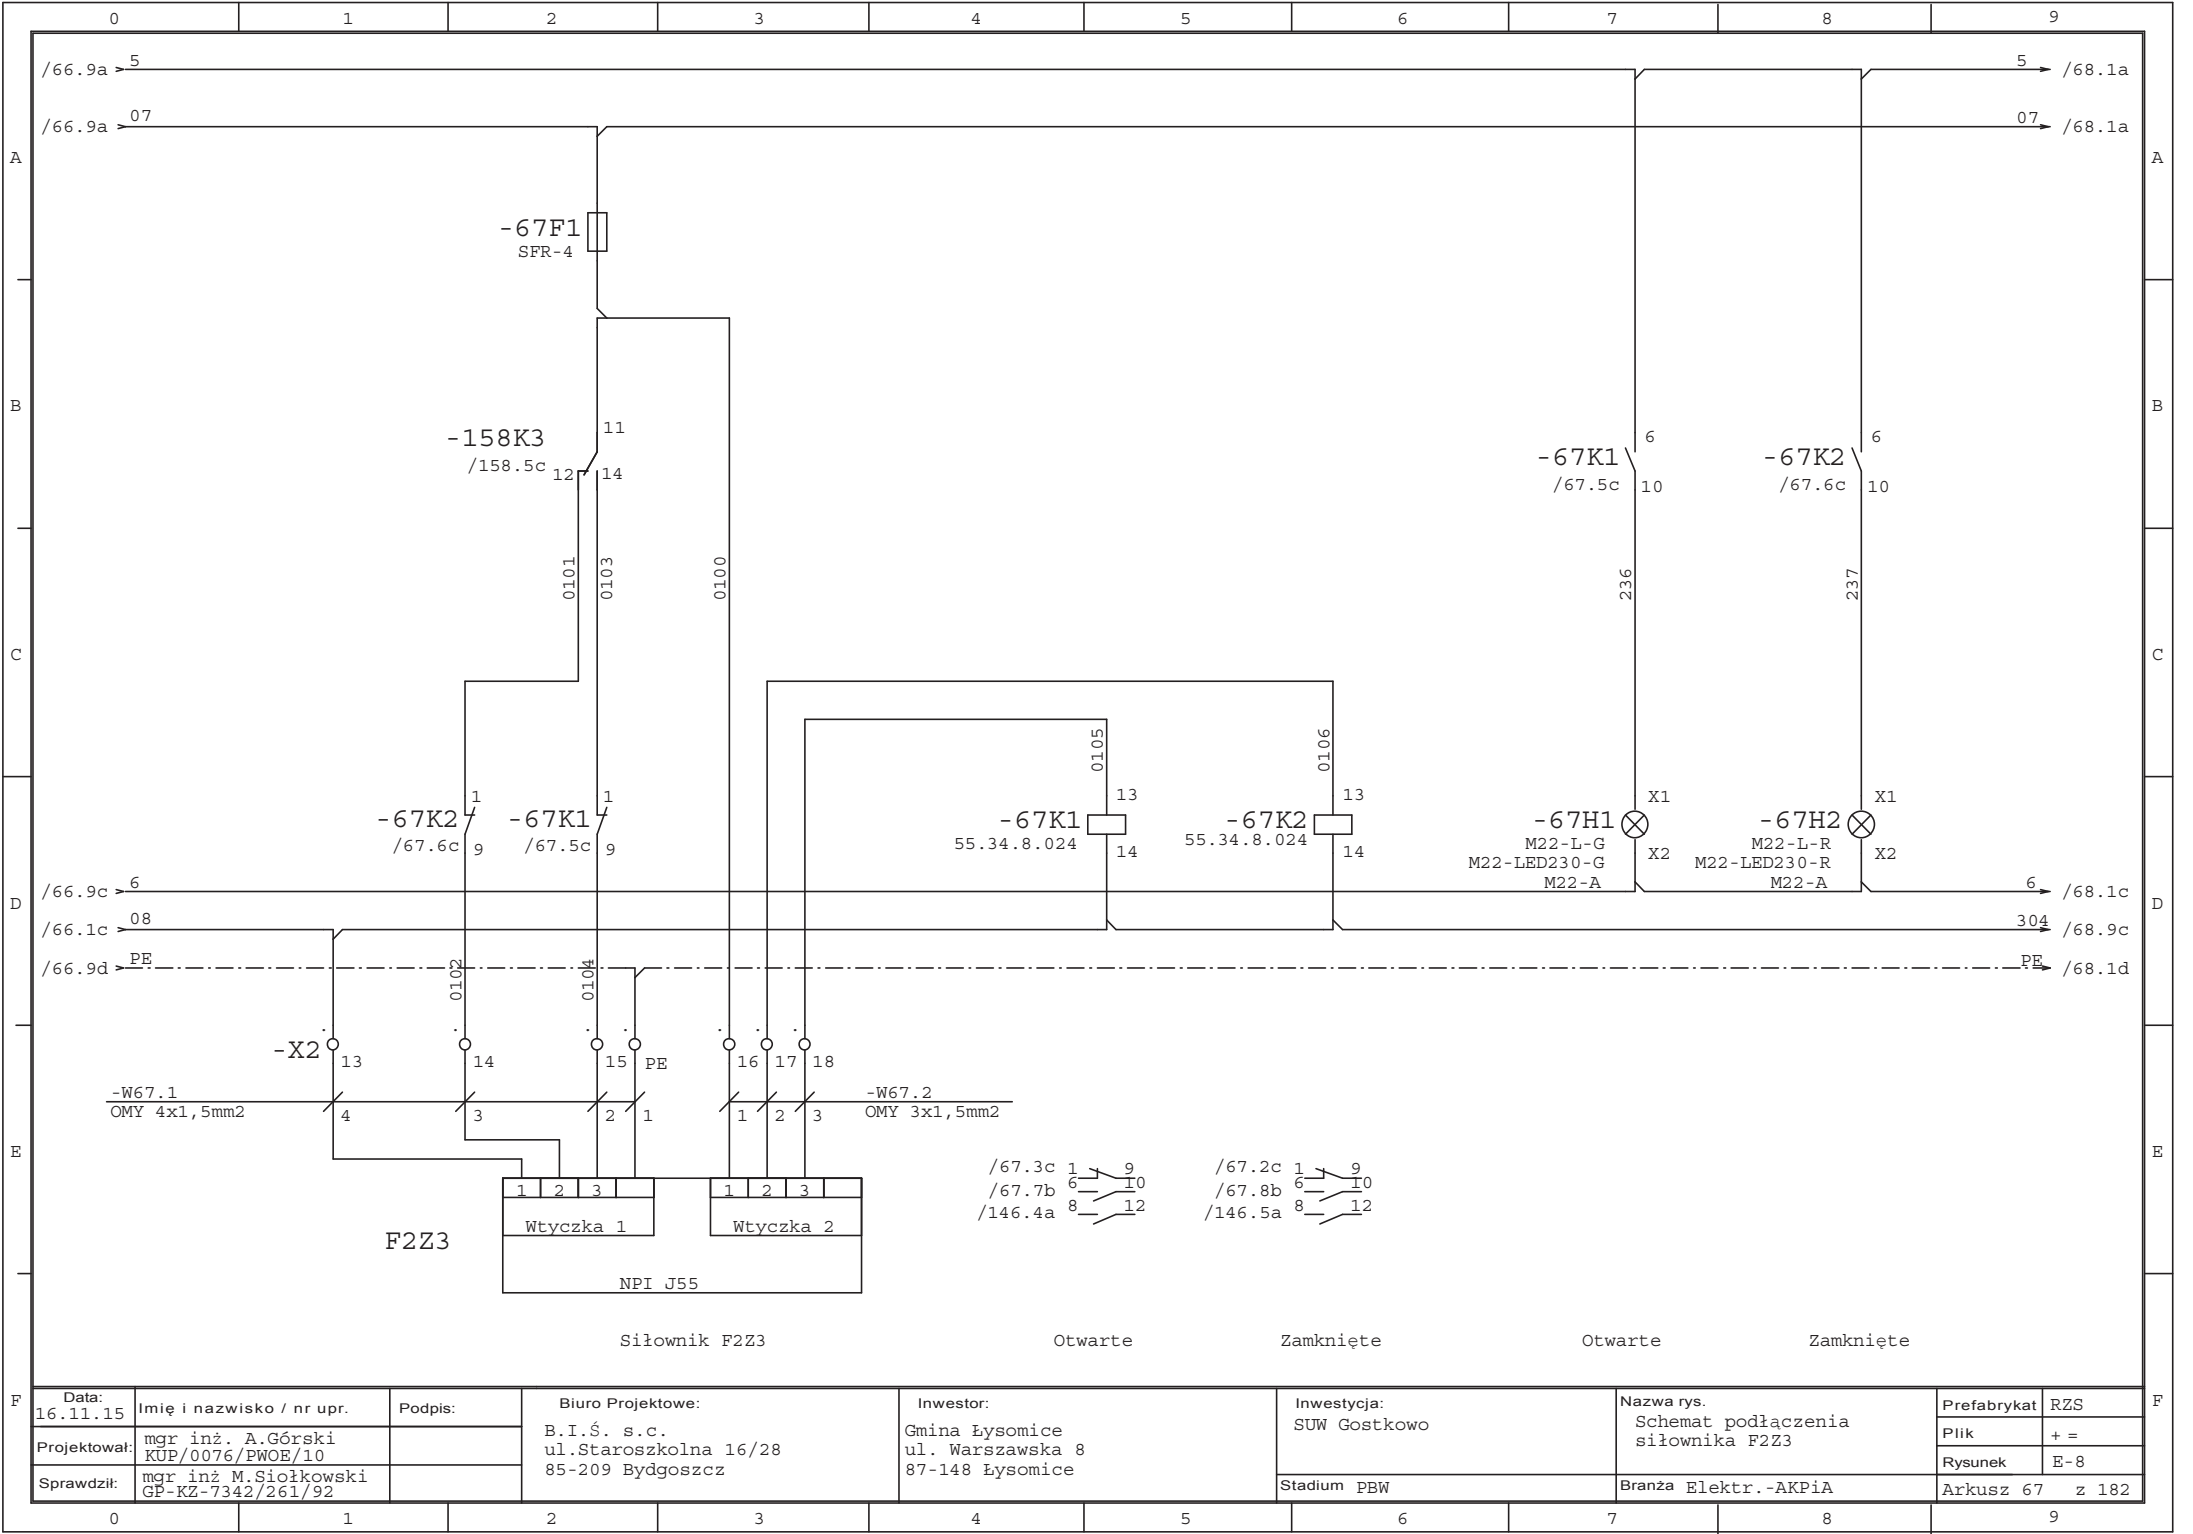 0 1 2 3 4 5 6 7 8 9
/66.9a 5 5 /68.1a
/66.9a 07 07 /68.1a
A A
-67F1
SFR-4
B B
-158K3 11
/158.5c 12 14
-67K1 6
/67.5c 10
-67K2 6
/67.6c 10
0101 0103 0100 236 237
C C
0105 0106
-67K2 1
/67.6c 9
-67K1 1
/67.5c 9
-67K1 13
55.34.8.024
14
-67K2 13
55.34.8.024
14
-67H1 X1
M22-L-G X2
M22-LED230-G
M22-A
-67H2 X1
M22-L-R X2
M22-LED230-R
M22-A
/66.9c 6 6 /68.1c
D D
/66.1c 08 304 /68.9c
/66.9d PE PE /68.1d
0102 0104
-X2 13 14 15 PE 16 17 18
-W67.1
OMY 4x1,5mm2
4 3 2 1 1 2 3
-W67.2
OMY 3x1,5mm2
E E
/67.3c 1 9
/67.7b 6 10
/146.4a 8 12
/67.2c 1 9
/67.8b 6 10
/146.5a 8 12
1 2 3 1 2 3
Wtyczka 1 Wtyczka 2
F2Z3
NPI J55
Siłownik F2Z3 Otwarte Zamknięte Otwarte Zamknięte
F F
Data:
16.11.15
Imię i nazwisko / nr upr.
Podpis:
Projektował:
mgr inż. A.Górski
KUP/0076/PWOE/10
Sprawdził:
mgr inż M.Siołkowski
GP-KZ-7342/261/92
Biuro Projektowe:
B.I.Ś. s.c.
ul.Staroszkolna 16/28
85-209 Bydgoszcz
Inwestor:
Gmina Łysomice
ul. Warszawska 8
87-148 Łysomice
Inwestycja:
SUW Gostkowo
Stadium PBW
Nazwa rys.
Schemat podłączenia
siłownika F2Z3
Branża Elektr.-AKPiA
Prefabrykat RZS
Plik + =
Rysunek E-8
Arkusz 67 z 182
0 1 2 3 4 5 6 7 8 9